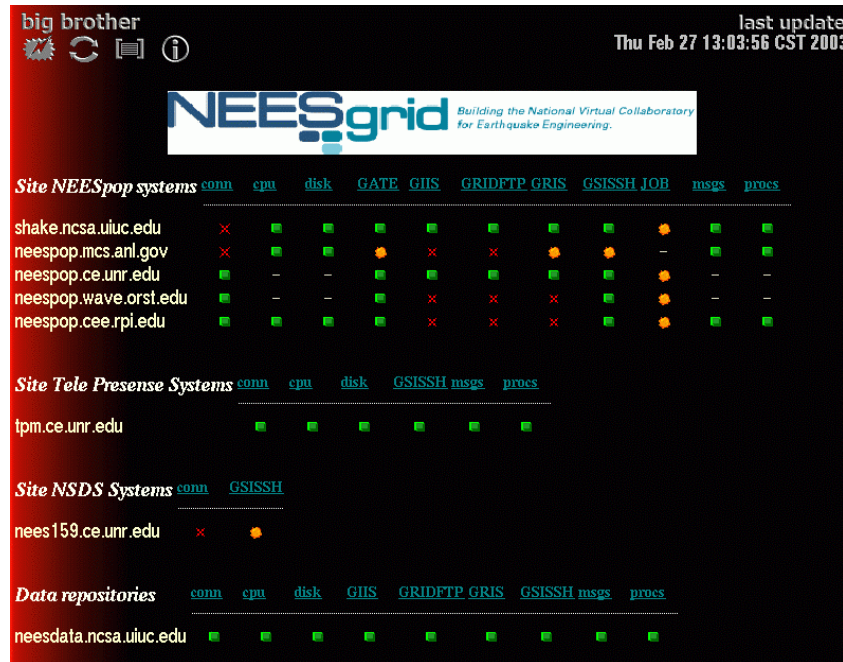 big brother
last update
Thu Feb 27 13:03:56 CST 2003
NEESgrid
Building the National Virtual Collaboratory
for Earthquake Engineering.
Site NEESpop systems conn cpu disk GATE GIIS GRIDFTP GRIS GSISSH JOB msgs procs
shake.ncsa.uiuc.edu
neespop.mcs.anl.gov –
neespop.ce.unr.edu – – – –
neespop.wave.orst.edu – – – –
neespop.cee.rpi.edu
Site Tele Presense Systems conn cpu disk GSISSH msgs procs
tpm.ce.unr.edu
Site NSDS Systems conn GSISSH
nees159.ce.unr.edu
Data repositories conn cpu disk GIIS GRIDFTP GRIS GSISSH msgs procs
neesdata.ncsa.uiuc.edu